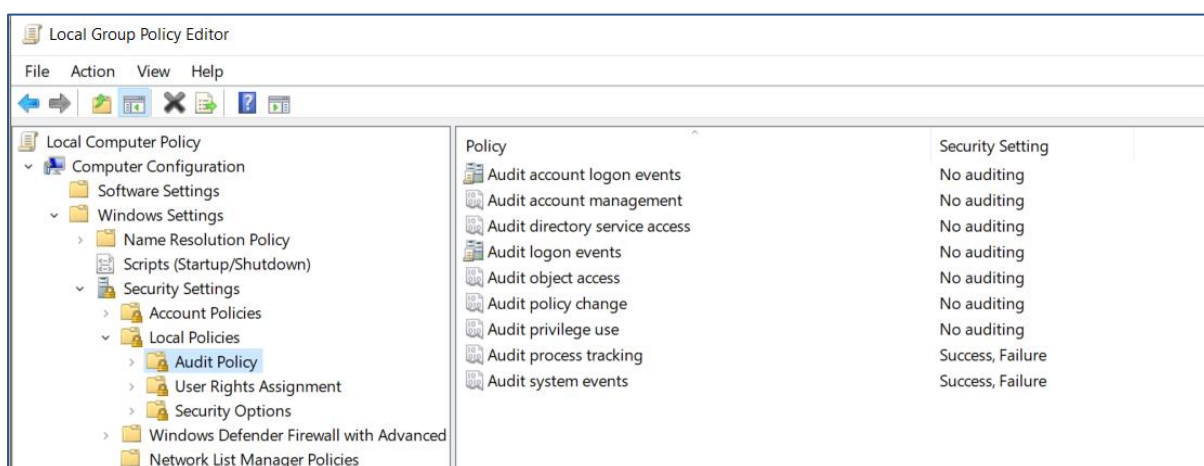 Local Group Policy Editor
File Action View Help
Local Computer Policy
Computer Configuration
Software Settings
Windows Settings
Name Resolution Policy
Scripts (Startup/Shutdown)
Security Settings
Account Policies
Local Policies
Audit Policy
User Rights Assignment
Security Options
Windows Defender Firewall with Advanced
Network List Manager Policies
Policy Security Setting
Audit account logon events No auditing
Audit account management No auditing
Audit directory service access No auditing
Audit logon events No auditing
Audit object access No auditing
Audit policy change No auditing
Audit privilege use No auditing
Audit process tracking Success, Failure
Audit system events Success, Failure